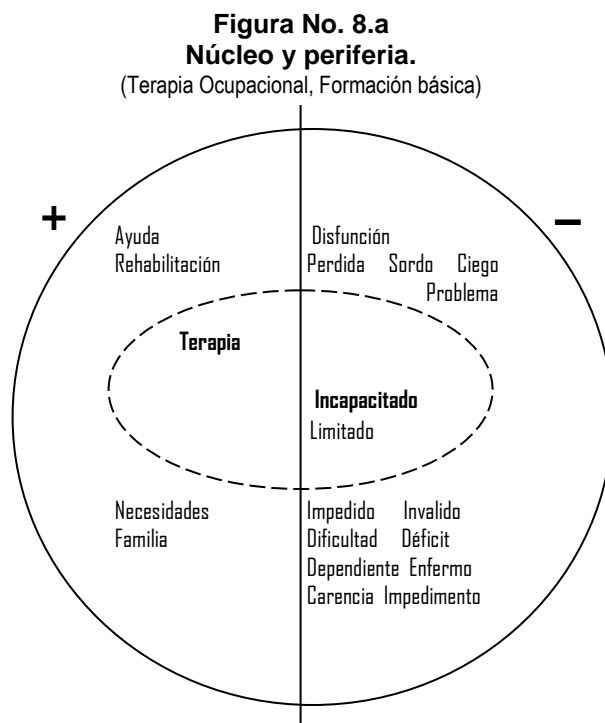 Figura No. 8.a
Núcleo y periferia.
(Terapia Ocupacional, Formación básica)
+
–
Ayuda
Rehabilitación
Disfunción
Perdida Sordo Ciego
Problema
Terapia
Incapacitado
Limitado
Necesidades
Familia
Impedido Invalido
Dificultad Déficit
Dependiente Enfermo
Carencia Impedimento